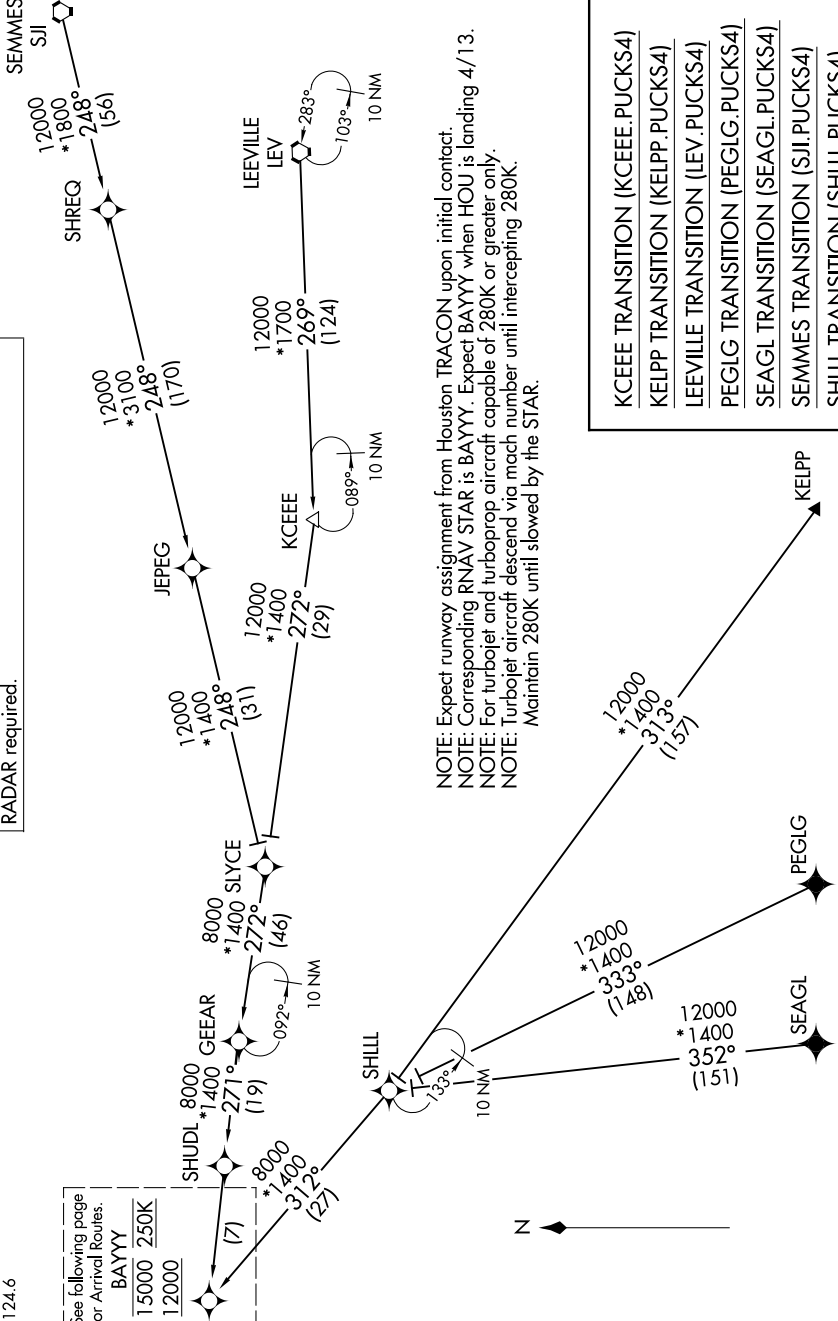 124.6
RADAR required.
SEMMES
SJI
12000
*1800
248°
(56)
SHREQ
12000
*3100
248°
(170)
JEPEG
12000
*1400
248°
(31)
LEEVILLE
LEV
283°
103°
10 NM
12000
*1700
269°
(124)
KCEEE
089°
10 NM
12000
*1400
272°
(29)
SLYCE
8000
*1400
272°
(46)
GEEAR
092°
10 NM
8000
*1400
271°
(19)
SHUDL
(7)
See following page
for Arrival Routes.
BAYYY
15000 250K
12000
8000
*1400
312°
(27)
SHLLL
133°
10 NM
NOTE: Expect runway assignment from Houston TRACON upon initial contact.
NOTE: Corresponding RNAV STAR is BAYYY. Expect BAYYY when HOU is landing 4/13.
NOTE: For turbojet and turboprop aircraft capable of 280K or greater only.
NOTE: Turbojet aircraft descend via mach number until intercepting 280K.
Maintain 280K until slowed by the STAR.
12000
*1400
313°
(157)
KELPP
12000
*1400
333°
(148)
PEGLG
12000
*1400
352°
(151)
SEAGL
N
KCEEE TRANSITION (KCEEE.PUCKS4)
KELPP TRANSITION (KELPP.PUCKS4)
LEEVILLE TRANSITION (LEV.PUCKS4)
PEGLG TRANSITION (PEGLG.PUCKS4)
SEAGL TRANSITION (SEAGL.PUCKS4)
SEMMES TRANSITION (SJI.PUCKS4)
SHLLL TRANSITION (SHLLL.PUCKS4)